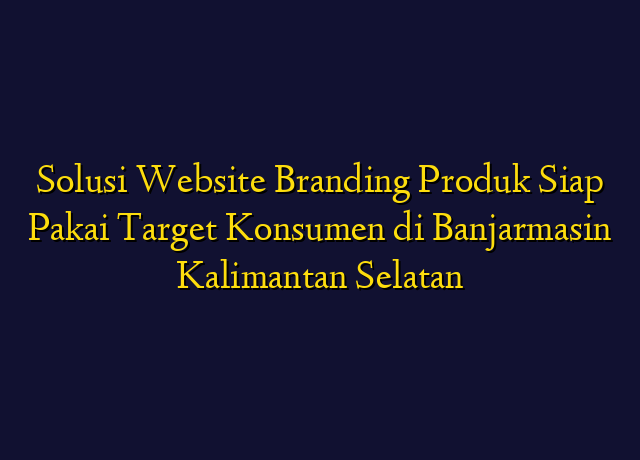 Solusi Website Branding Produk Siap
Pakai Target Konsumen di Banjarmasin
Kalimantan Selatan